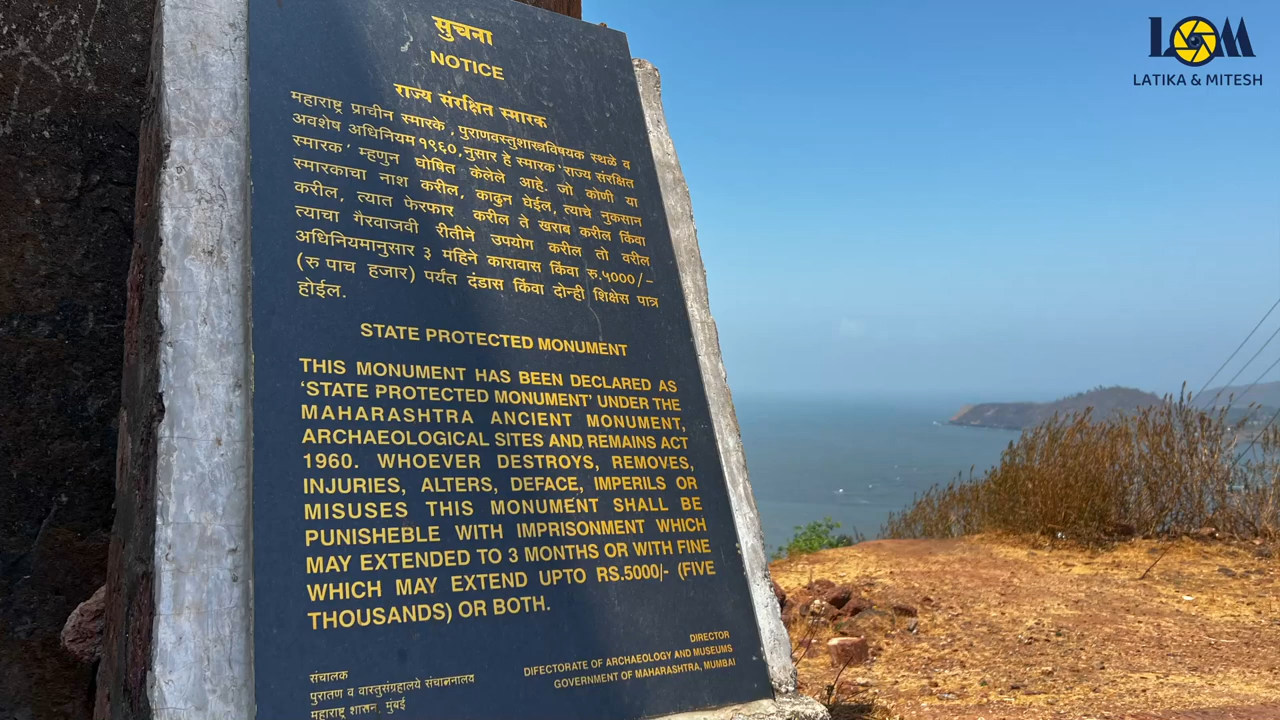 LOM
LATIKA & MITESH
सुचना
NOTICE
राज्य संरक्षित स्मारक
महाराष्ट्र प्राचीन स्मारके, पुराणवस्तुशास्त्रविषयक स्थळे व
अवशेष अधिनियम १९६०, नुसार हे स्मारक 'राज्य संरक्षित
स्मारक' म्हणुन घोषित केलेले आहे. जो कोणी या
स्मारकाचा नाश करील, काढुन घेईल, त्याचे नुकसान
करील, त्यात फेरफार करील ते खराब करील किंवा
त्याचा गैरवाजवी रीतीने उपयोग करील तो वरील
अधिनियमानुसार ३ महिने कारावास किंवा रु.५०००/-
(रु पाच हजार) पर्यंत दंडास किंवा दोन्ही शिक्षेस पात्र
होईल.
STATE PROTECTED MONUMENT
THIS MONUMENT HAS BEEN DECLARED AS
'STATE PROTECTED MONUMENT' UNDER THE
MAHARASHTRA ANCIENT MONUMENT,
ARCHAEOLOGICAL SITES AND REMAINS ACT
1960. WHOEVER DESTROYS, REMOVES,
INJURIES, ALTERS, DEFACE, IMPERILS OR
MISUSES THIS MONUMENT SHALL BE
PUNISHEBLE WITH IMPRISONMENT WHICH
MAY EXTENDED TO 3 MONTHS OR WITH FINE
WHICH MAY EXTEND UPTO RS.5000/- (FIVE
THOUSANDS) OR BOTH.
DIRECTOR
DIFECTORATE OF ARCHAEOLOGY AND MUSEUMS
GOVERNMENT OF MAHARASHTRA, MUMBAI
संचालक
पुरातण व वास्तुसंग्रहालये संचाननालव
महाराष्ट्र शासन, मुंबई